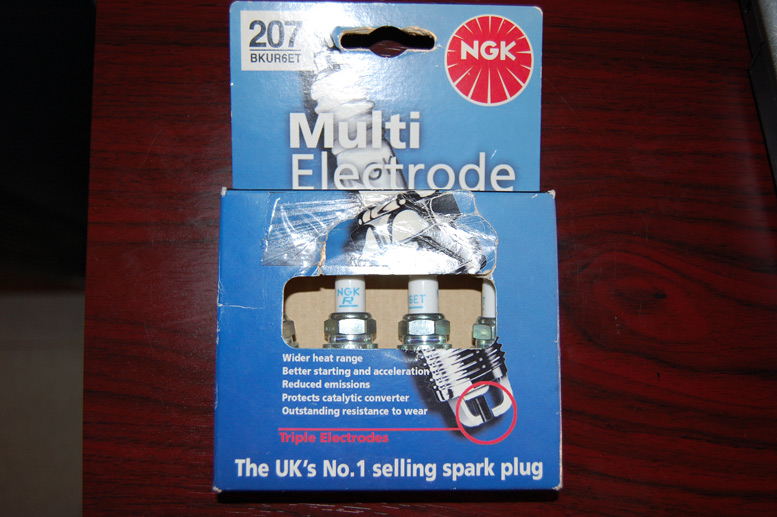 207
BKUR6ET
NGK
Multi
Electrode
NGK
R
6ET
Wider heat range
Better starting and acceleration
Reduced emissions
Protects catalytic converter
Outstanding resistance to wear
Triple Electrodes
The UK's No.1 selling spark plug